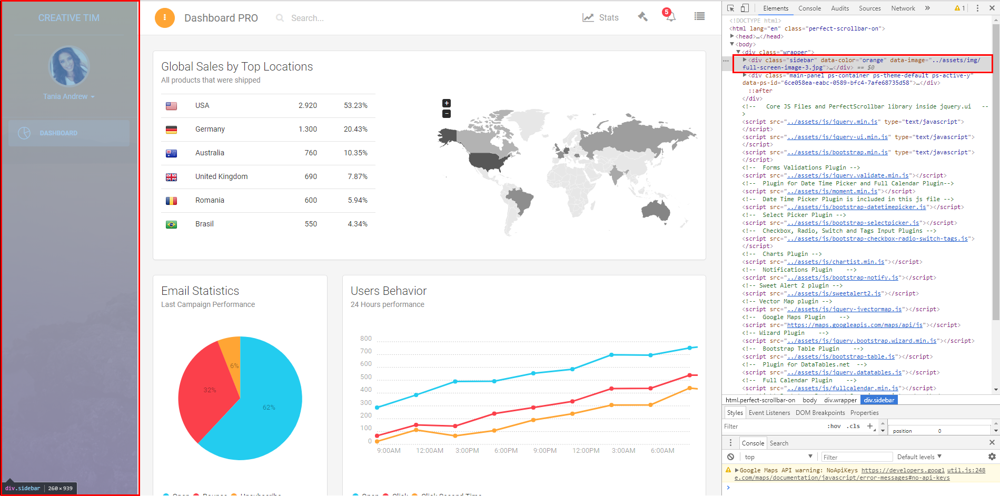 CREATIVE TIM
Tania Andrew
DASHBOARD
div.sidebar 260×939
Dashboard PRO
Search...
Stats
5
Global Sales by Top Locations
All products that were shipped
USA 2.920 53.23%
Germany 1.300 20.43%
Australia 760 10.35%
United Kingdom 690 7.87%
Romania 600 5.94%
Brasil 550 4.34%
+
−
Email Statistics
Last Campaign Performance
6%
32%
62%
Open Bounce Unsubscribe
Users Behavior
24 Hours performance
800
700
600
500
400
300
200
100
0
9:00AM 12:00AM 3:00PM 6:00PM 9:00PM 12:00PM 3:00AM 6:00AM
Open Click Click Second Time
Elements Console Audits Sources Network » 1
<!DOCTYPE html>
<html lang="en" class="perfect-scrollbar-on">
<head>…</head>
<body>
<div class="wrapper">
<div class="sidebar" data-color="orange" data-image="../assets/img/
full-screen-image-3.jpg">…</div> == $0
<div class="main-panel ps-container ps-theme-default ps-active-y"
data-ps-id="6ce058ea-eabc-0589-bfc4-7afe68735d58">…</div>
::after
</div>
<!-- Core JS Files and PerfectScrollbar library inside jquery.ui --
>
<script src="../assets/js/jquery.min.js" type="text/javascript">
</script>
<script src="../assets/js/jquery-ui.min.js" type="text/javascript">
</script>
<script src="../assets/js/bootstrap.min.js" type="text/javascript">
</script>
<!-- Forms Validations Plugin -->
<script src="../assets/js/jquery.validate.min.js"></script>
<!-- Plugin for Date Time Picker and Full Calendar Plugin-->
<script src="../assets/js/moment.min.js"></script>
<!-- Date Time Picker Plugin is included in this js file -->
<script src="../assets/js/bootstrap-datetimepicker.js"></script>
<!-- Select Picker Plugin -->
<script src="../assets/js/bootstrap-selectpicker.js"></script>
<!-- Checkbox, Radio, Switch and Tags Input Plugins -->
<script src="../assets/js/bootstrap-checkbox-radio-switch-tags.js">
</script>
<!-- Charts Plugin -->
<script src="../assets/js/chartist.min.js"></script>
<!-- Notifications Plugin -->
<script src="../assets/js/bootstrap-notify.js"></script>
<!-- Sweet Alert 2 plugin -->
<script src="../assets/js/sweetalert2.js"></script>
<!-- Vector Map plugin -->
<script src="../assets/js/jquery-jvectormap.js"></script>
<!-- Google Maps Plugin -->
<script src="https://maps.googleapis.com/maps/api/js"></script>
<!-- Wizard Plugin -->
<script src="../assets/js/jquery.bootstrap.wizard.min.js"></script>
<!-- Bootstrap Table Plugin -->
<script src="../assets/js/bootstrap-table.js"></script>
<!-- Plugin for DataTables.net -->
<script src="../assets/js/jquery.datatables.js"></script>
<!-- Full Calendar Plugin -->
<script src="../assets/js/fullcalendar.min.js"></script>
html.perfect-scrollbar-on body div.wrapper div.sidebar
Styles Event Listeners DOM Breakpoints Properties
Filter :hov .cls +
position 0
Console Search
top Filter Default levels
Google Maps API warning: NoApiKeys https://developers.googl util.js:248
e.com/maps/documentation/javascript/error-messages#no-api-keys